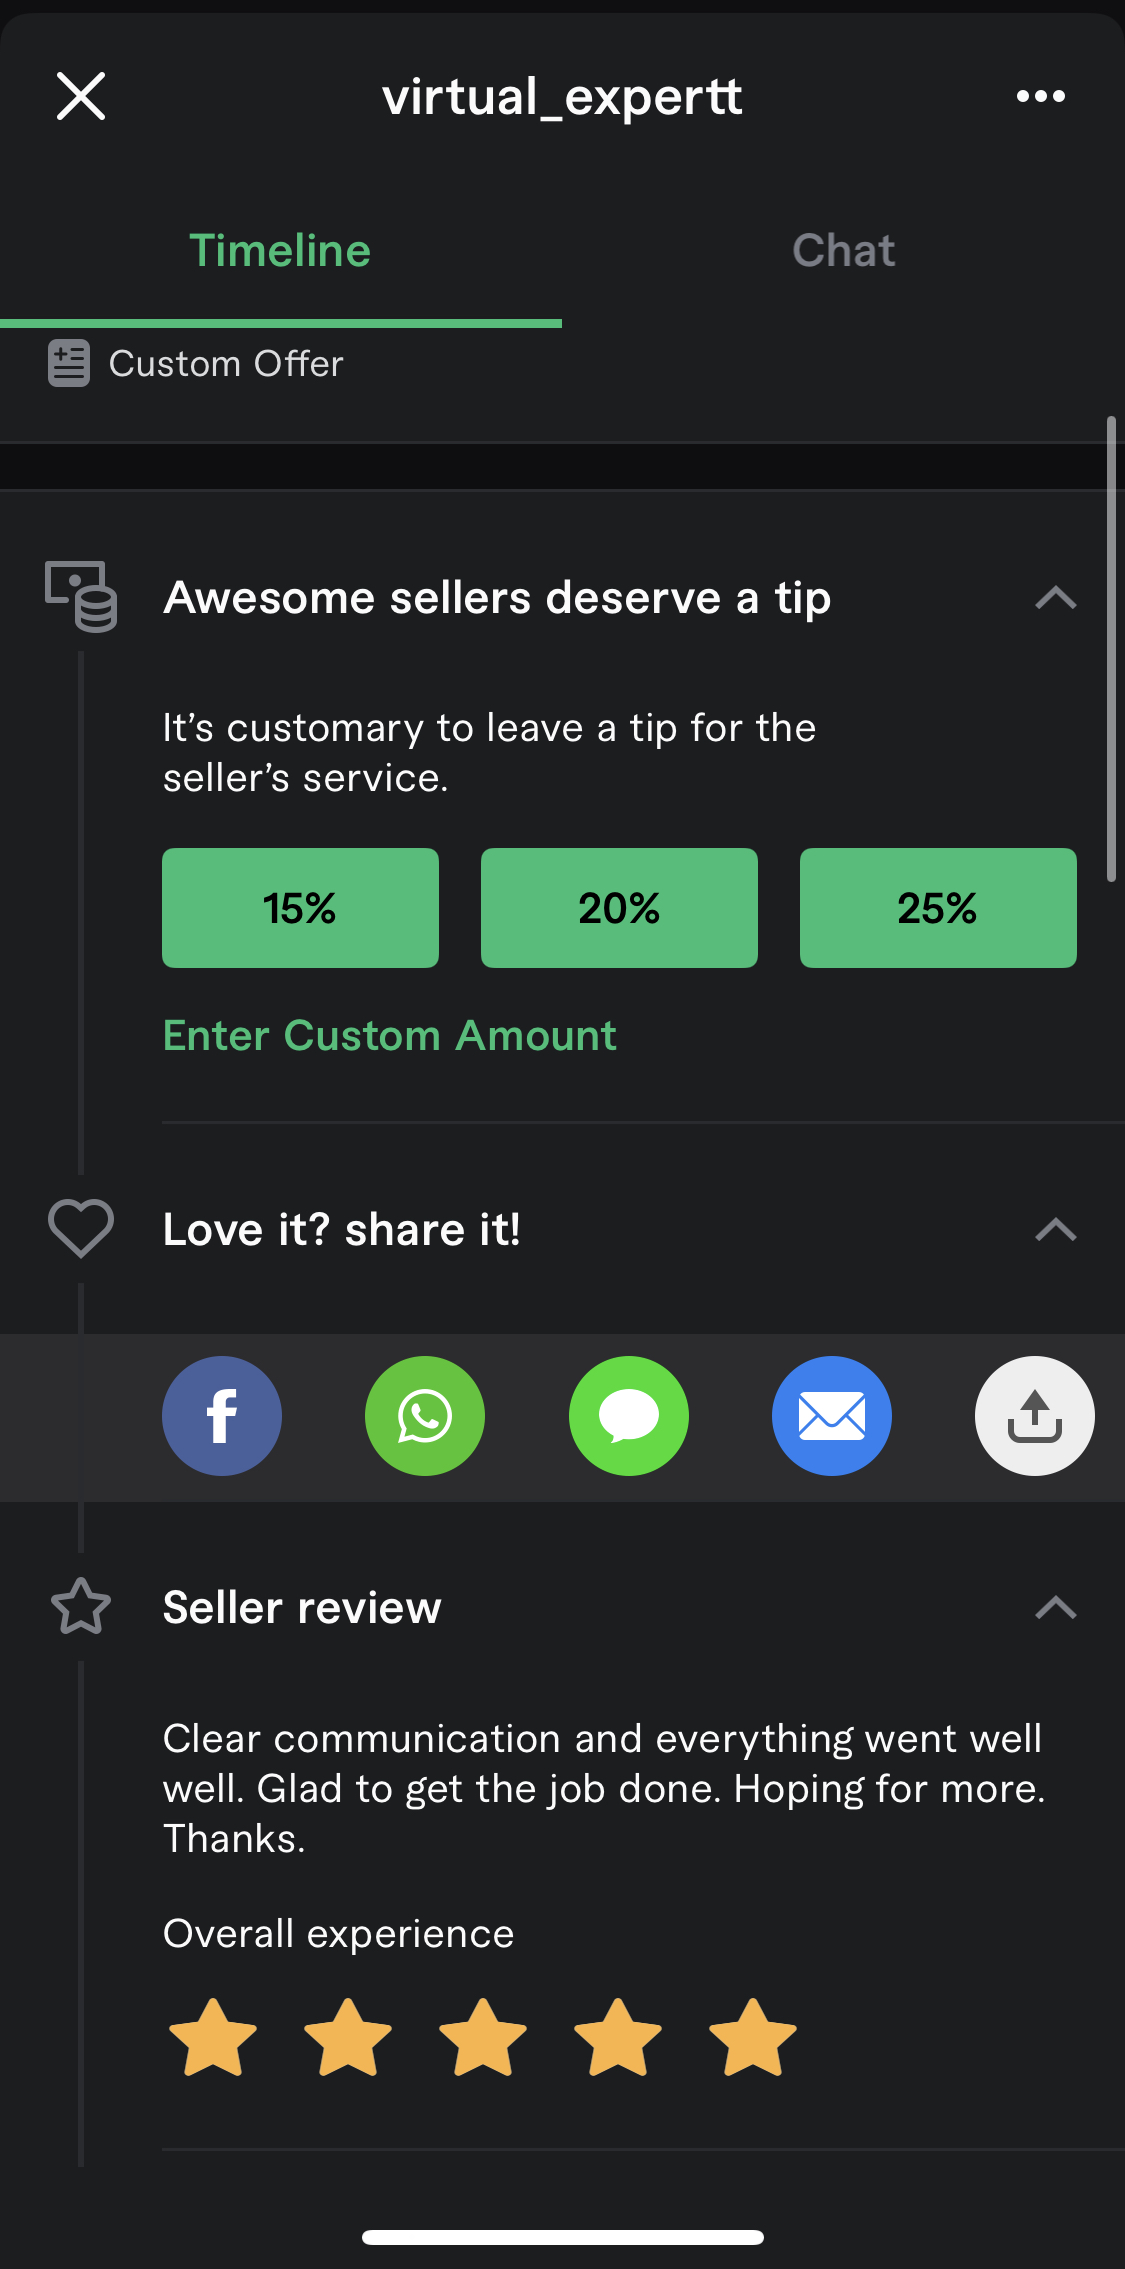 virtual_expertt
Timeline
Chat
Custom Offer
Awesome sellers deserve a tip
It’s customary to leave a tip for the
seller’s service.
15%
20%
25%
Enter Custom Amount
Love it? share it!
Seller review
Clear communication and everything went well
well. Glad to get the job done. Hoping for more.
Thanks.
Overall experience